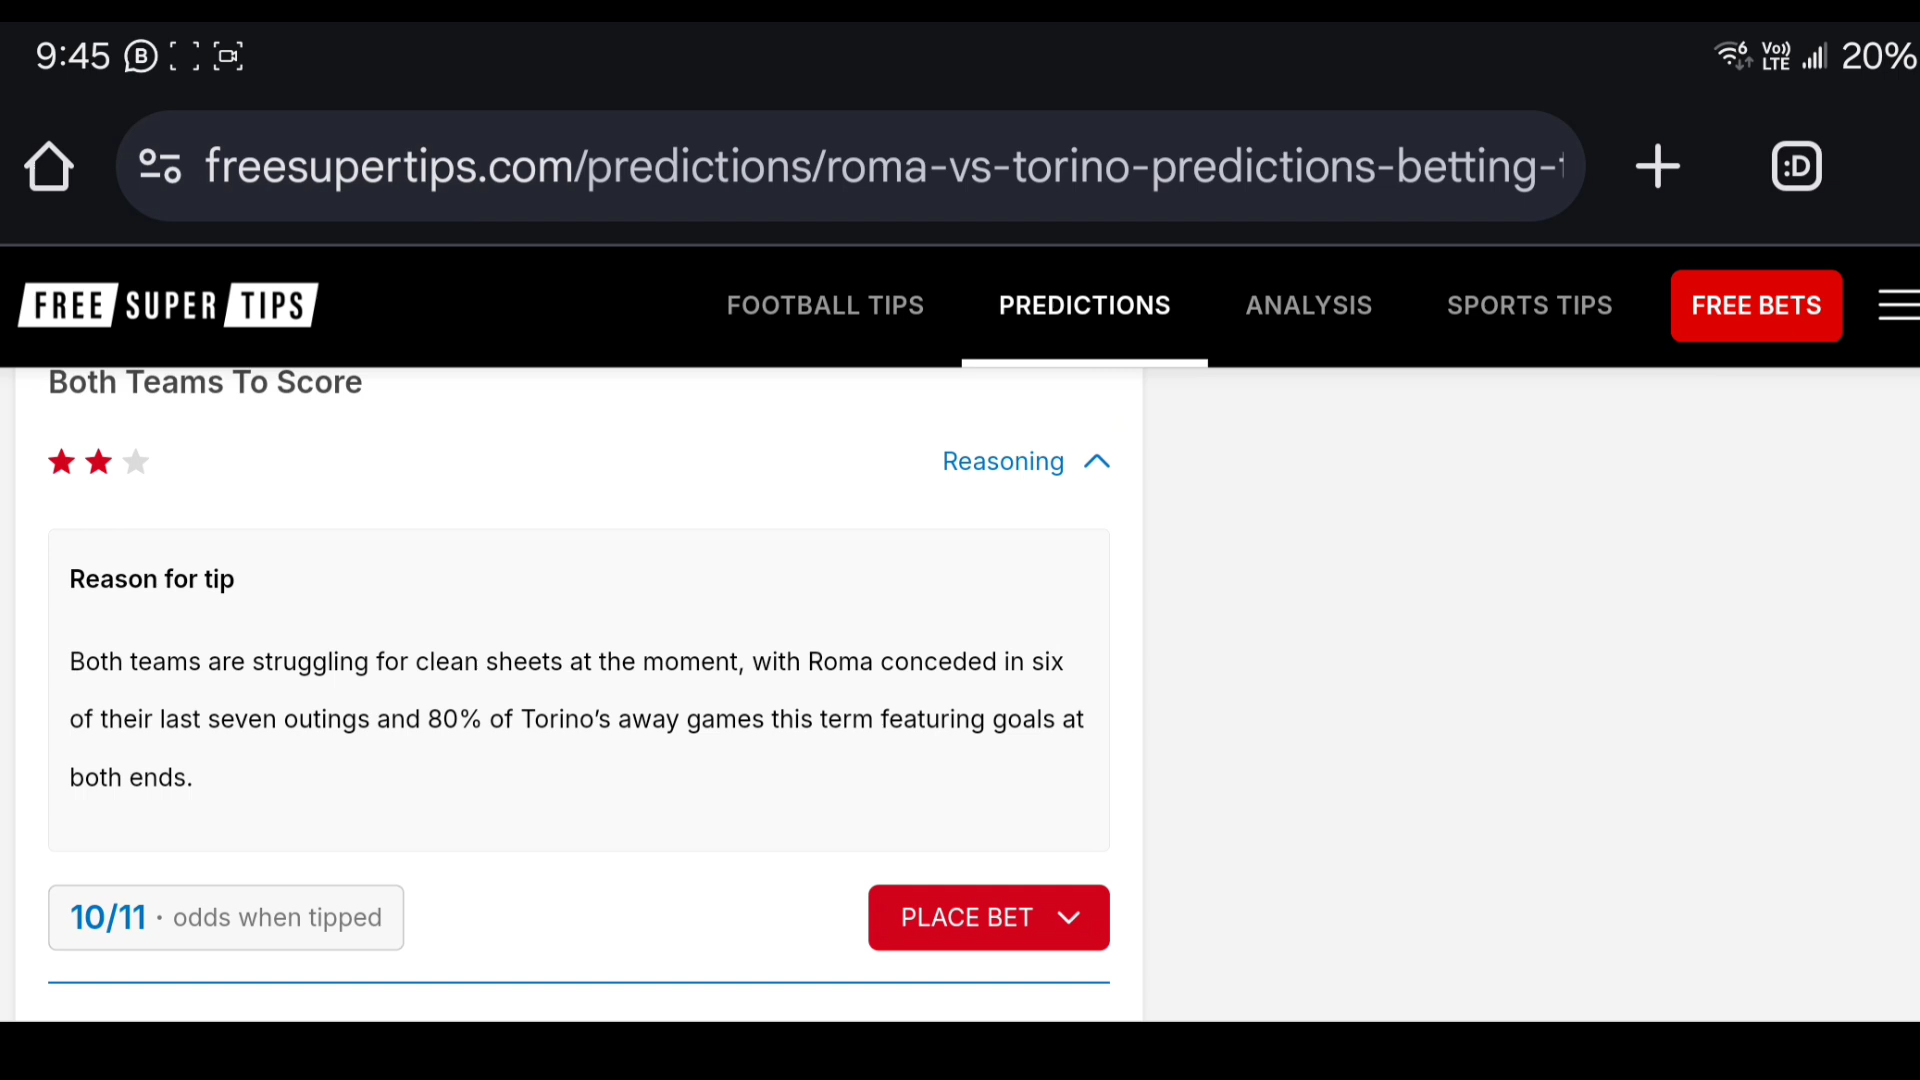 9:45 B 6 Vo)) LTE 20%
freesupertips.com/predictions/roma-vs-torino-predictions-betting- :D
FREE SUPER TIPS FOOTBALL TIPS PREDICTIONS ANALYSIS SPORTS TIPS FREE BETS
Both Teams To Score
Reasoning
Reason for tip
Both teams are struggling for clean sheets at the moment, with Roma conceded in six
of their last seven outings and 80% of Torino’s away games this term featuring goals at
both ends.
10/11 · odds when tipped PLACE BET